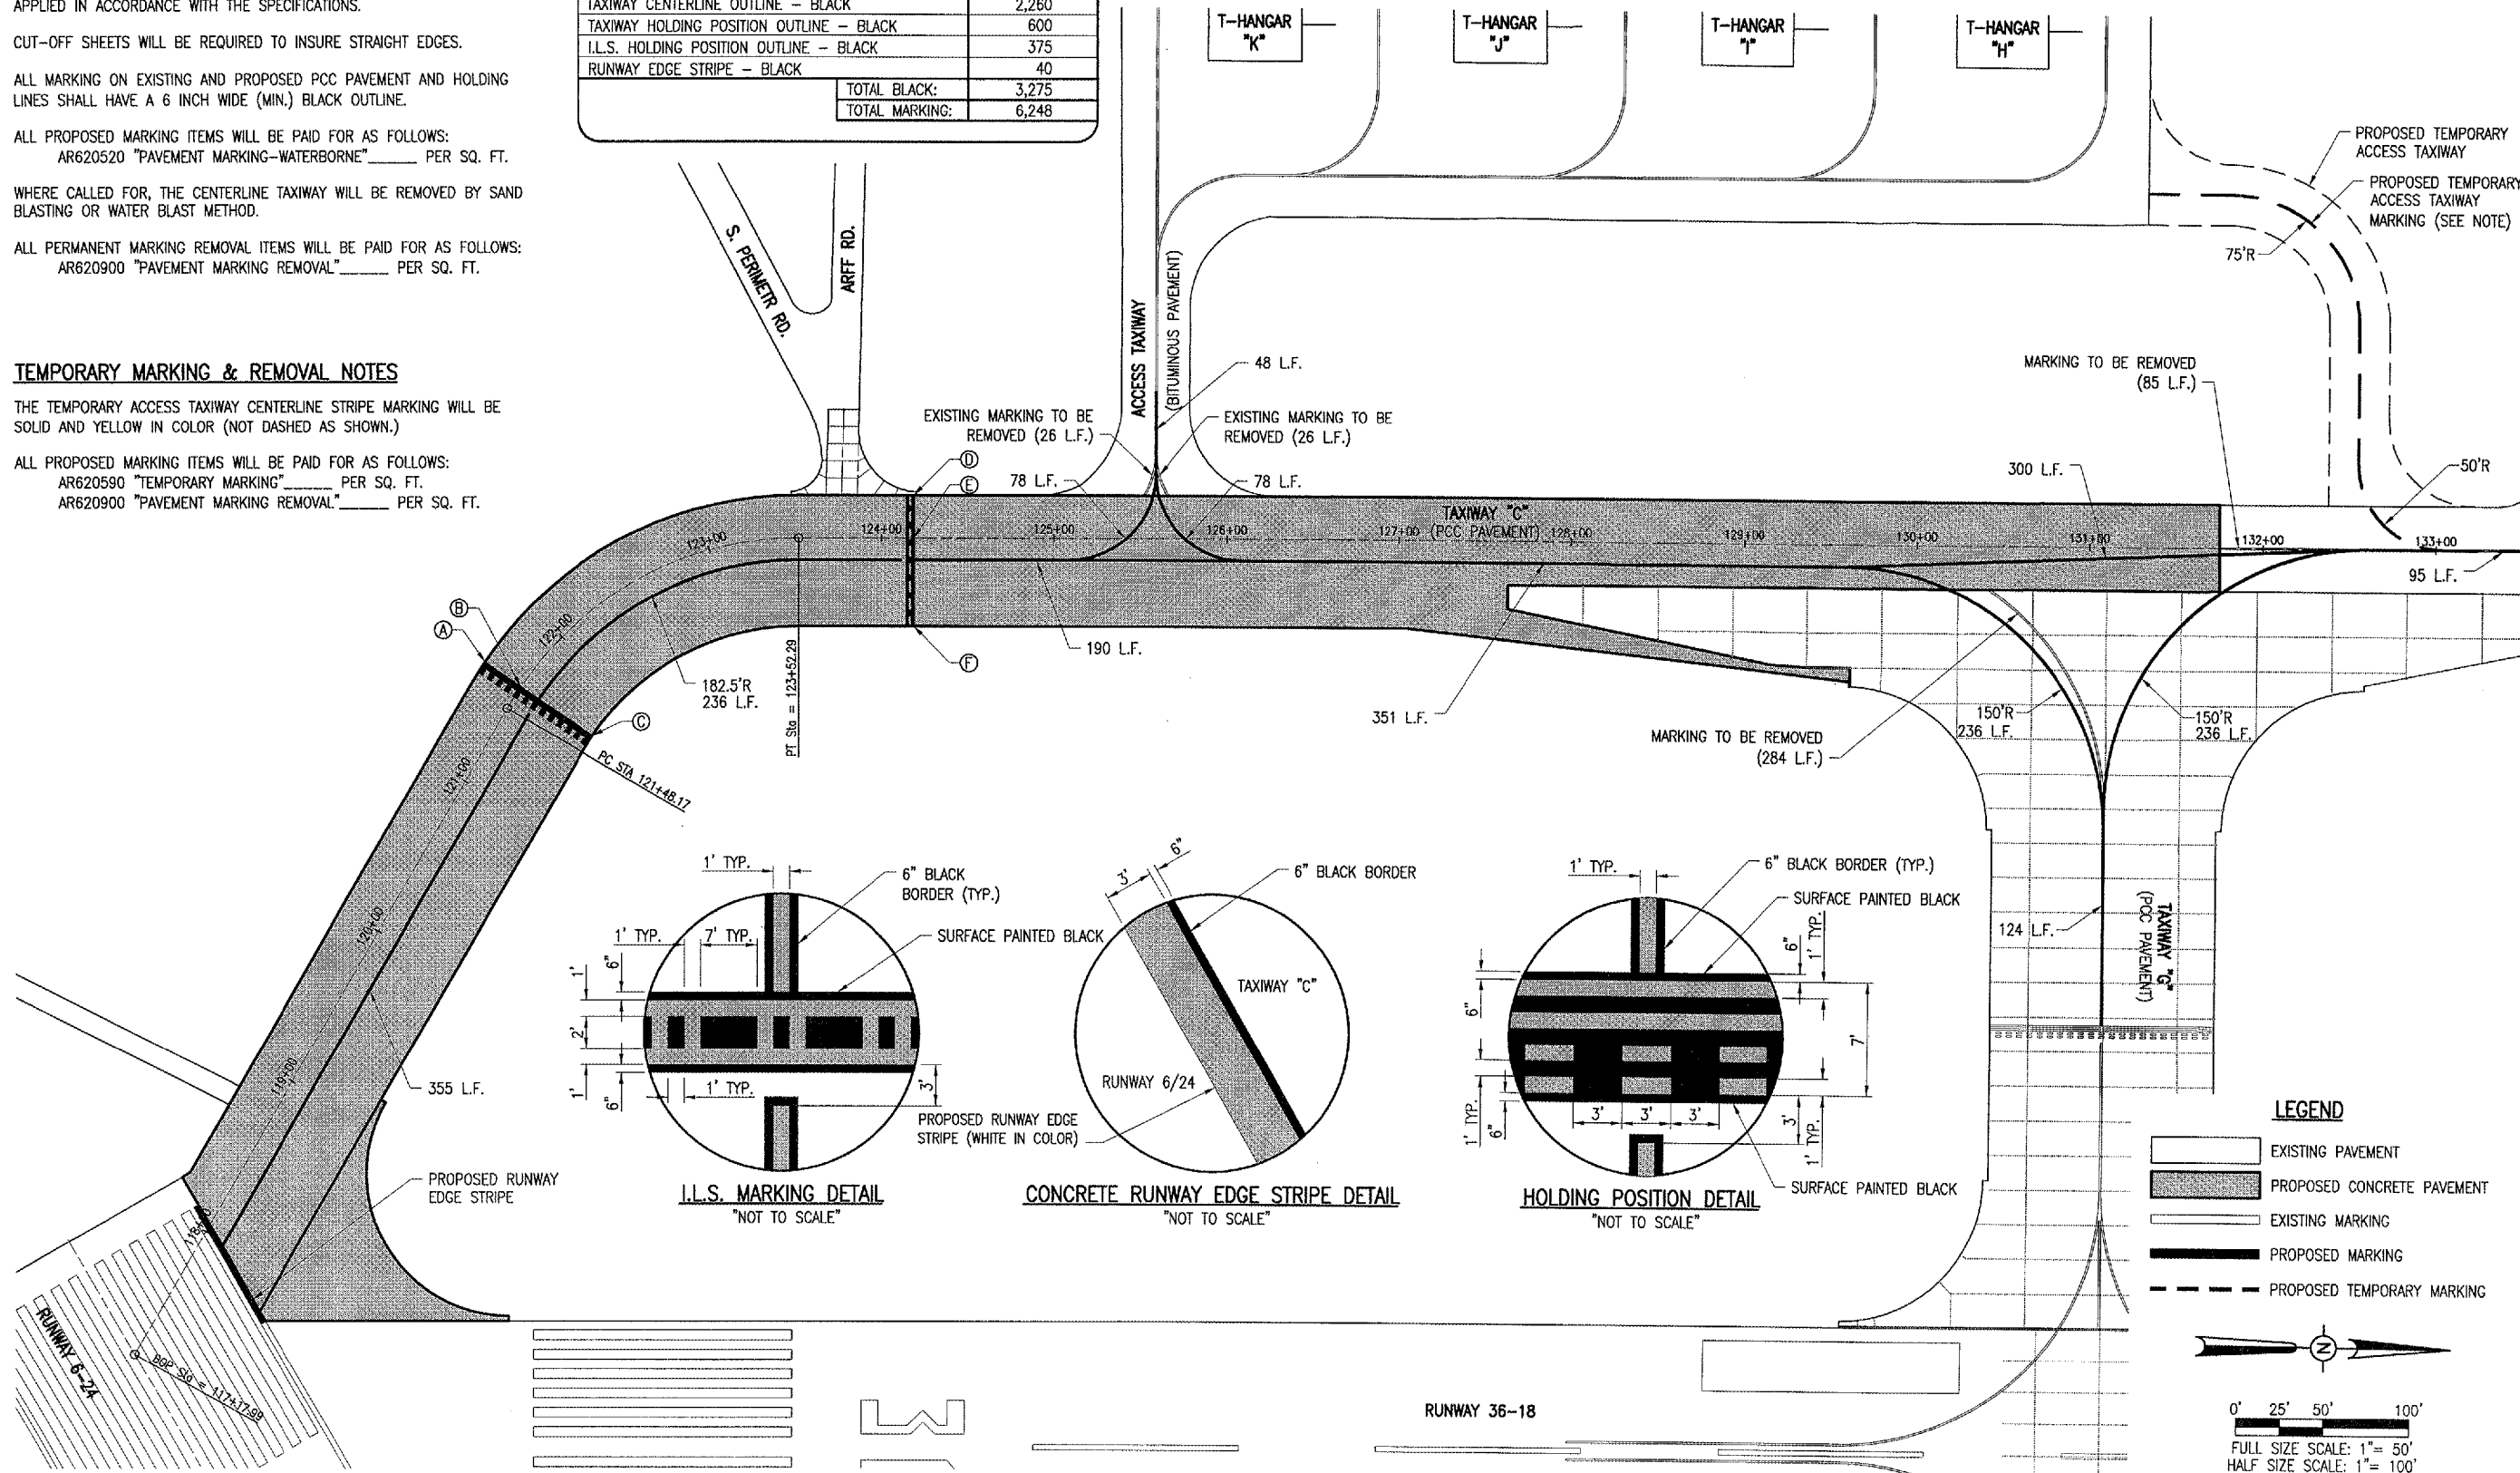 APPLIED IN ACCORDANCE WITH THE SPECIFICATIONS.
CUT-OFF SHEETS WILL BE REQUIRED TO INSURE STRAIGHT EDGES.
ALL MARKING ON EXISTING AND PROPOSED PCC PAVEMENT AND HOLDING
LINES SHALL HAVE A 6 INCH WIDE (MIN.) BLACK OUTLINE.
ALL PROPOSED MARKING ITEMS WILL BE PAID FOR AS FOLLOWS:
AR620520 "PAVEMENT MARKING-WATERBORNE"______ PER SQ. FT.
WHERE CALLED FOR, THE CENTERLINE TAXIWAY WILL BE REMOVED BY SAND
BLASTING OR WATER BLAST METHOD.
ALL PERMANENT MARKING REMOVAL ITEMS WILL BE PAID FOR AS FOLLOWS:
AR620900 "PAVEMENT MARKING REMOVAL"______ PER SQ. FT.
TEMPORARY MARKING & REMOVAL NOTES
THE TEMPORARY ACCESS TAXIWAY CENTERLINE STRIPE MARKING WILL BE
SOLID AND YELLOW IN COLOR (NOT DASHED AS SHOWN.)
ALL PROPOSED MARKING ITEMS WILL BE PAID FOR AS FOLLOWS:
AR620590 "TEMPORARY MARKING"______ PER SQ. FT.
AR620900 "PAVEMENT MARKING REMOVAL"______ PER SQ. FT.
TAXIWAY CENTERLINE OUTLINE - BLACK 2,260
TAXIWAY HOLDING POSITION OUTLINE - BLACK 600
I.L.S. HOLDING POSITION OUTLINE - BLACK 375
RUNWAY EDGE STRIPE - BLACK 40
TOTAL BLACK: 3,275
TOTAL MARKING: 6,248
T-HANGAR
"K"
T-HANGAR
"J"
T-HANGAR
"I"
T-HANGAR
"H"
PROPOSED TEMPORARY
ACCESS TAXIWAY
PROPOSED TEMPORARY
ACCESS TAXIWAY
MARKING (SEE NOTE)
75'R
50'R
S. PERIMETR RD.
ARFF RD.
ACCESS TAXIWAY
(BITUMINOUS PAVEMENT)
48 L.F.
EXISTING MARKING TO BE
REMOVED (26 L.F.)
EXISTING MARKING TO BE
REMOVED (26 L.F.)
78 L.F.
78 L.F.
MARKING TO BE REMOVED
(85 L.F.)
300 L.F.
95 L.F.
D
E
F
B
A
C
TAXIWAY "C"
(PCC PAVEMENT)
118+00
119+00
120+00
121+00
122+00
123+00
124+00
125+00
126+00
127+00
128+00
129+00
130+00
131+00
132+00
133+00
182.5'R
236 L.F.
PT Sta = 123+52.29
PC STA 121+48.17
190 L.F.
351 L.F.
MARKING TO BE REMOVED
(284 L.F.)
150'R
236 L.F.
150'R
236 L.F.
124 L.F.
TAXIWAY "G"
(PCC PAVEMENT)
355 L.F.
PROPOSED RUNWAY
EDGE STRIPE
BOP Sta = 117+17.99
RUNWAY 6-24
1' TYP.
6" BLACK
BORDER (TYP.)
1' TYP.
7' TYP.
SURFACE PAINTED BLACK
1'
6"
2'
1'
6"
1' TYP.
3'
I.L.S. MARKING DETAIL
"NOT TO SCALE"
3'
6"
6" BLACK BORDER
TAXIWAY "C"
RUNWAY 6/24
PROPOSED RUNWAY EDGE
STRIPE (WHITE IN COLOR)
CONCRETE RUNWAY EDGE STRIPE DETAIL
"NOT TO SCALE"
1' TYP.
6" BLACK BORDER (TYP.)
SURFACE PAINTED BLACK
6"
1' TYP.
6"
7'
1' TYP.
6"
3'
3'
3'
3'
1' TYP.
SURFACE PAINTED BLACK
HOLDING POSITION DETAIL
"NOT TO SCALE"
RUNWAY 36-18
LEGEND
EXISTING PAVEMENT
PROPOSED CONCRETE PAVEMENT
EXISTING MARKING
PROPOSED MARKING
PROPOSED TEMPORARY MARKING
N
0' 25' 50' 100'
FULL SIZE SCALE: 1"= 50'
HALF SIZE SCALE: 1"= 100'